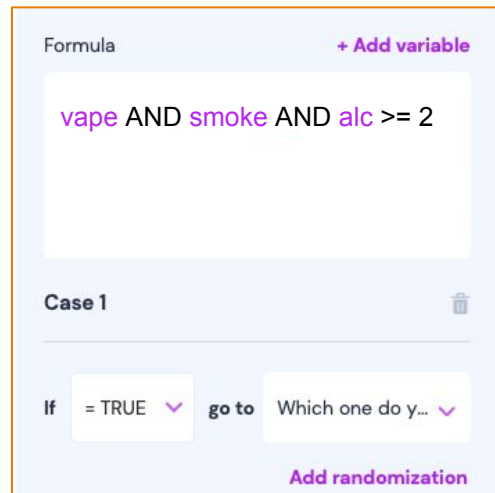 Formula + Add variable
vape AND smoke AND alc >= 2
Case 1
If = TRUE go to Which one do y...
Add randomization